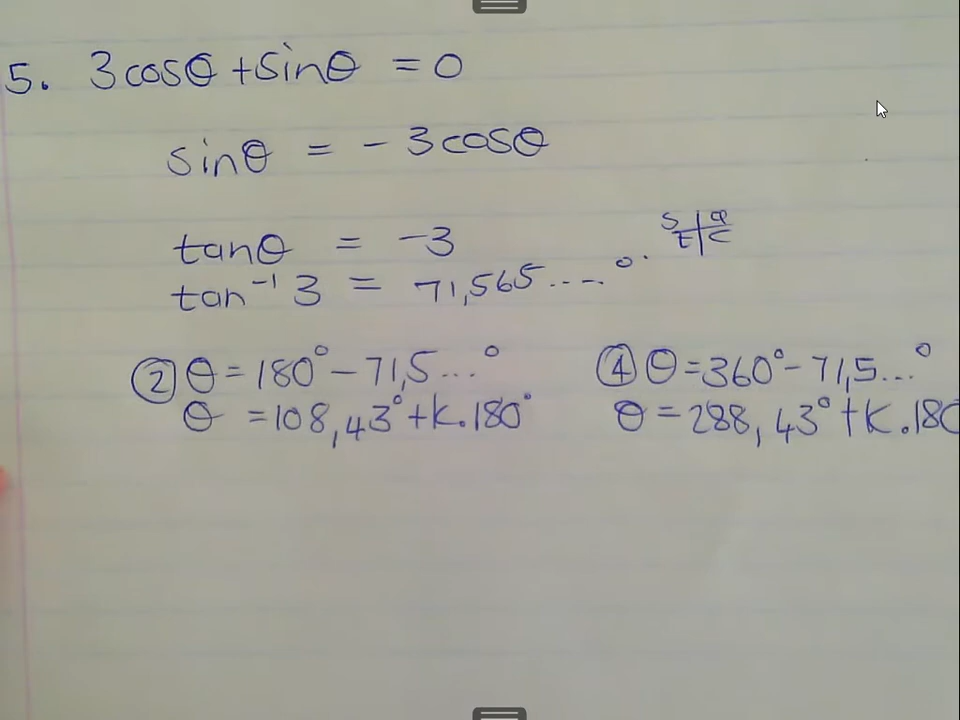 5. 3cosθ + sinθ = 0
sinθ = -3cosθ
tanθ = -3
S A
T C
tan⁻¹ 3 = 71,565....°.
② θ = 180° - 71,5...°
④ θ = 360° - 71,5...°
θ = 108,43° + K.180°
θ = 288,43° + K.180